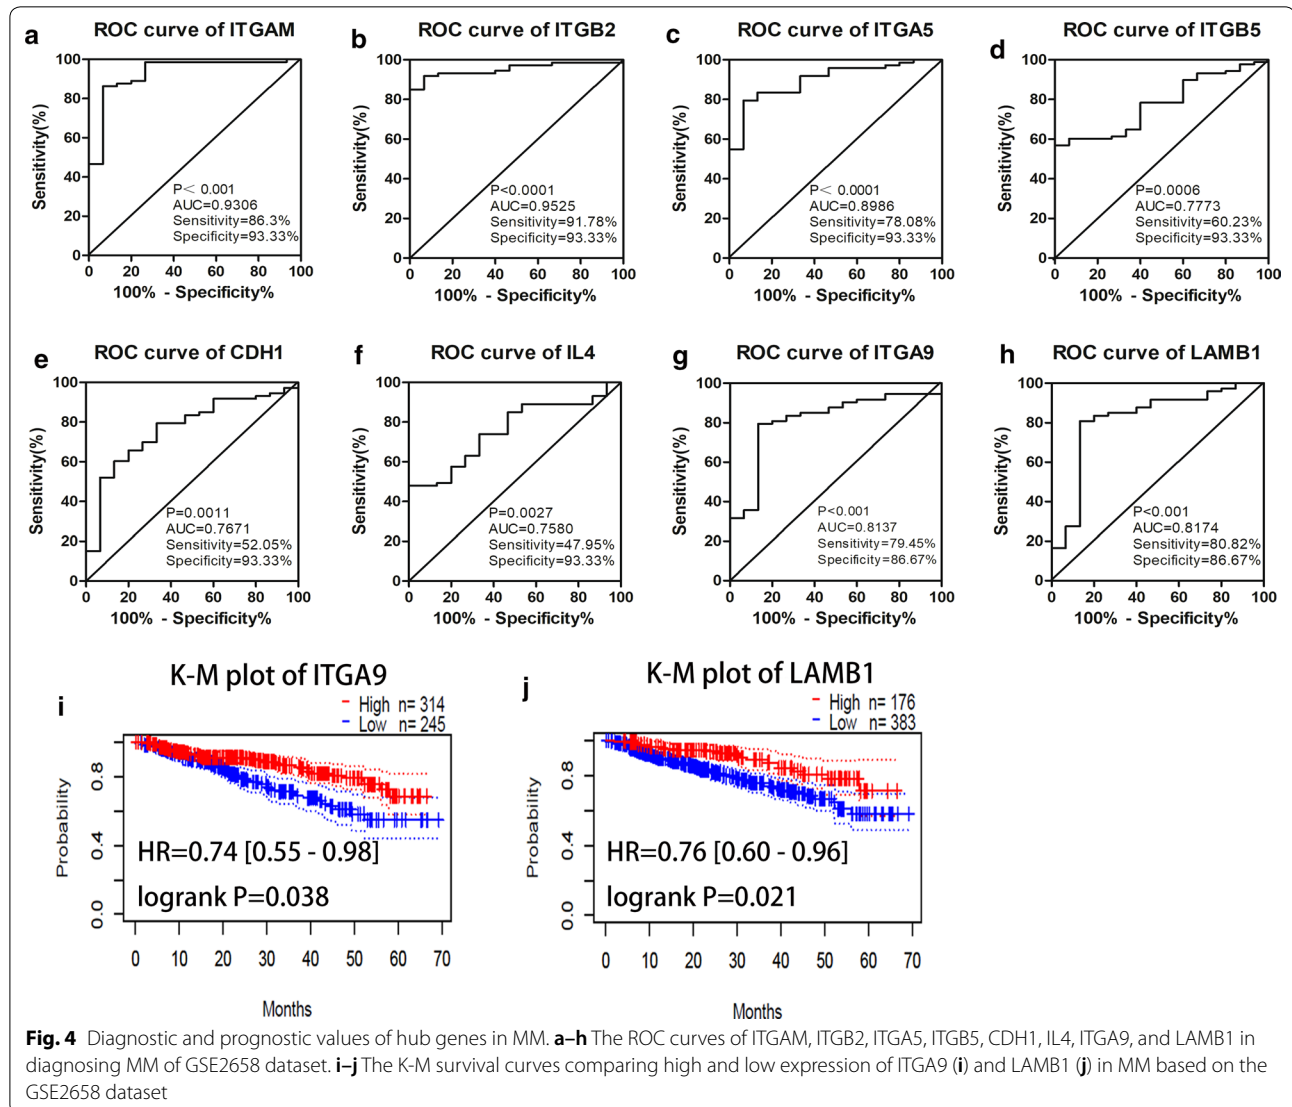 a
ROC curve of ITGAM
100
80
60
40
20
0
Sensitivity(%)
P< 0.001
AUC=0.9306
Sensitivity=86.3%
Specificity=93.33%
0 20 40 60 80 100
100% - Specificity%
b
ROC curve of ITGB2
100
80
60
40
20
0
Sensitivity(%)
P<0.0001
AUC=0.9525
Sensitivity=91.78%
Specificity=93.33%
0 20 40 60 80 100
100% - Specificity%
c
ROC curve of ITGA5
100
80
60
40
20
0
Sensitivity(%)
P< 0.0001
AUC=0.8986
Sensitivity=78.08%
Specificity=93.33%
0 20 40 60 80 100
100% - Specificity%
d
ROC curve of ITGB5
100
80
60
40
20
0
Sensitivity(%)
P=0.0006
AUC=0.7773
Sensitivity=60.23%
Specificity=93.33%
0 20 40 60 80 100
100% - Specificity%
e
ROC curve of CDH1
100
80
60
40
20
0
Sensitivity(%)
P=0.0011
AUC=0.7671
Sensitivity=52.05%
Specificity=93.33%
0 20 40 60 80 100
100% - Specificity%
f
ROC curve of IL4
100
80
60
40
20
0
Sensitivity(%)
P=0.0027
AUC=0.7580
Sensitivity=47.95%
Specificity=93.33%
0 20 40 60 80 100
100% - Specificity%
g
ROC curve of ITGA9
100
80
60
40
20
0
Sensitivity(%)
P<0.001
AUC=0.8137
Sensitivity=79.45%
Specificity=86.67%
0 20 40 60 80 100
100% - Specificity%
h
ROC curve of LAMB1
100
80
60
40
20
0
Sensitivity(%)
P<0.001
AUC=0.8174
Sensitivity=80.82%
Specificity=86.67%
0 20 40 60 80 100
100% - Specificity%
i
K-M plot of ITGA9
High n= 314
Low n= 245
0.8
0.4
0.0
Probability
HR=0.74 [0.55 - 0.98]
logrank P=0.038
0 10 20 30 40 50 60 70
Months
j
K-M plot of LAMB1
High n= 176
Low n= 383
0.8
0.4
0.0
Probability
HR=0.76 [0.60 - 0.96]
logrank P=0.021
0 10 20 30 40 50 60 70
Months
Fig. 4 Diagnostic and prognostic values of hub genes in MM. a–h The ROC curves of ITGAM, ITGB2, ITGA5, ITGB5, CDH1, IL4, ITGA9, and LAMB1 in
diagnosing MM of GSE2658 dataset. i–j The K-M survival curves comparing high and low expression of ITGA9 (i) and LAMB1 (j) in MM based on the
GSE2658 dataset